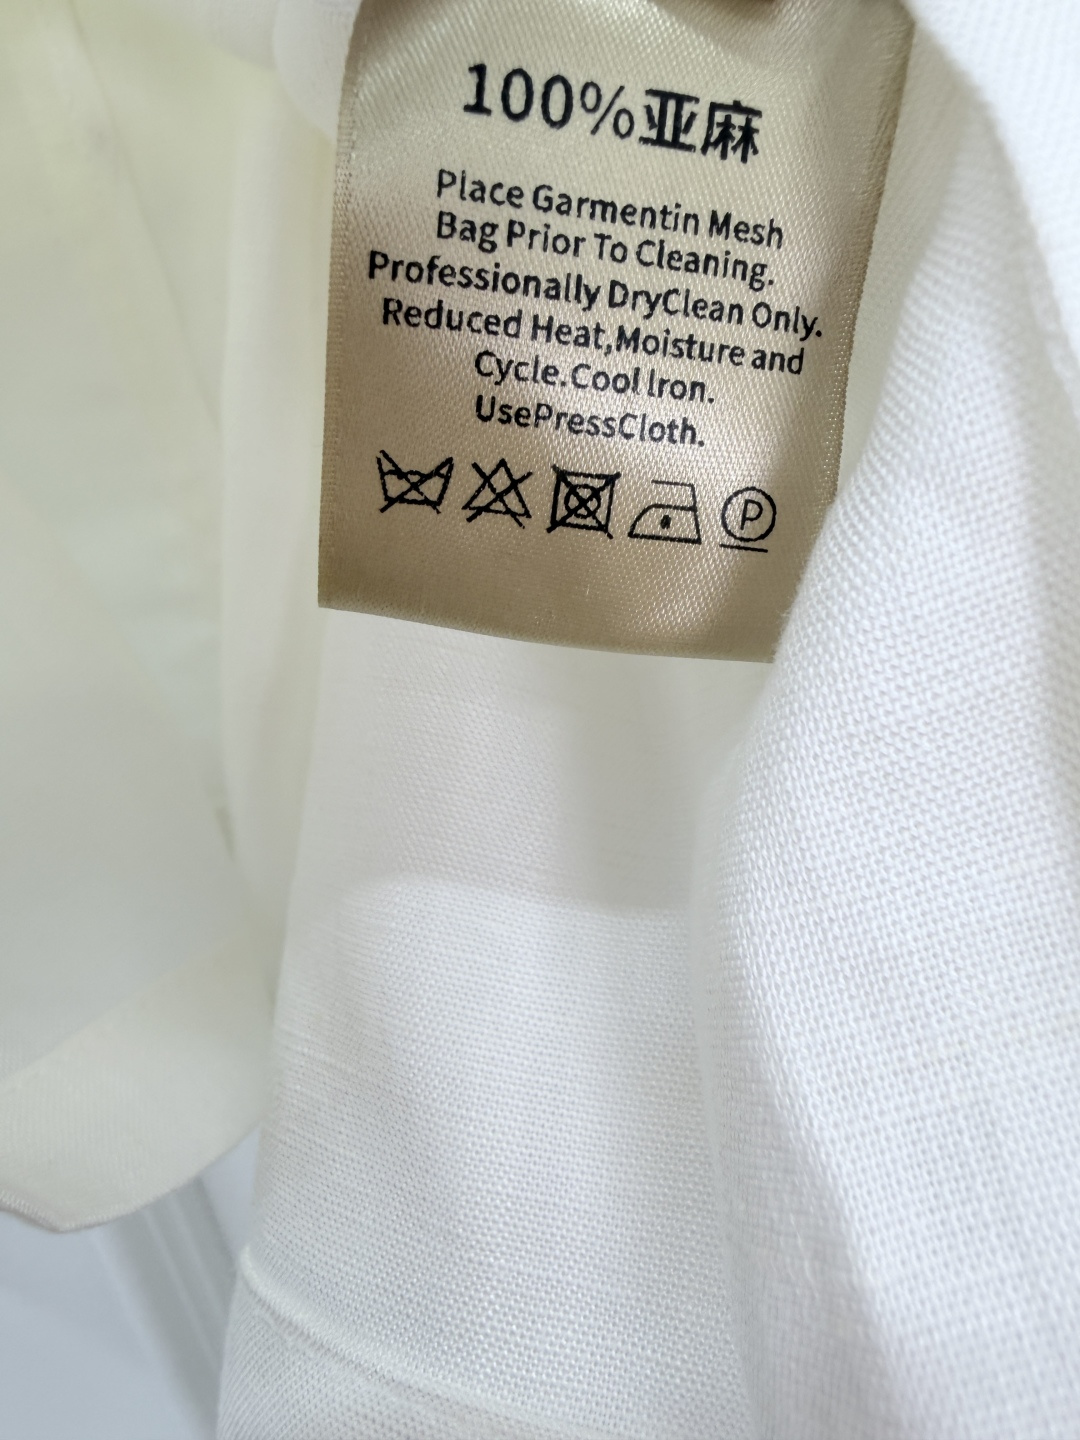 100%亚麻
Place Garmentin Mesh
Bag Prior To Cleaning.
Professionally DryClean Only.
Reduced Heat,Moisture and
Cycle.Cool lron.
UsePressCloth.
P